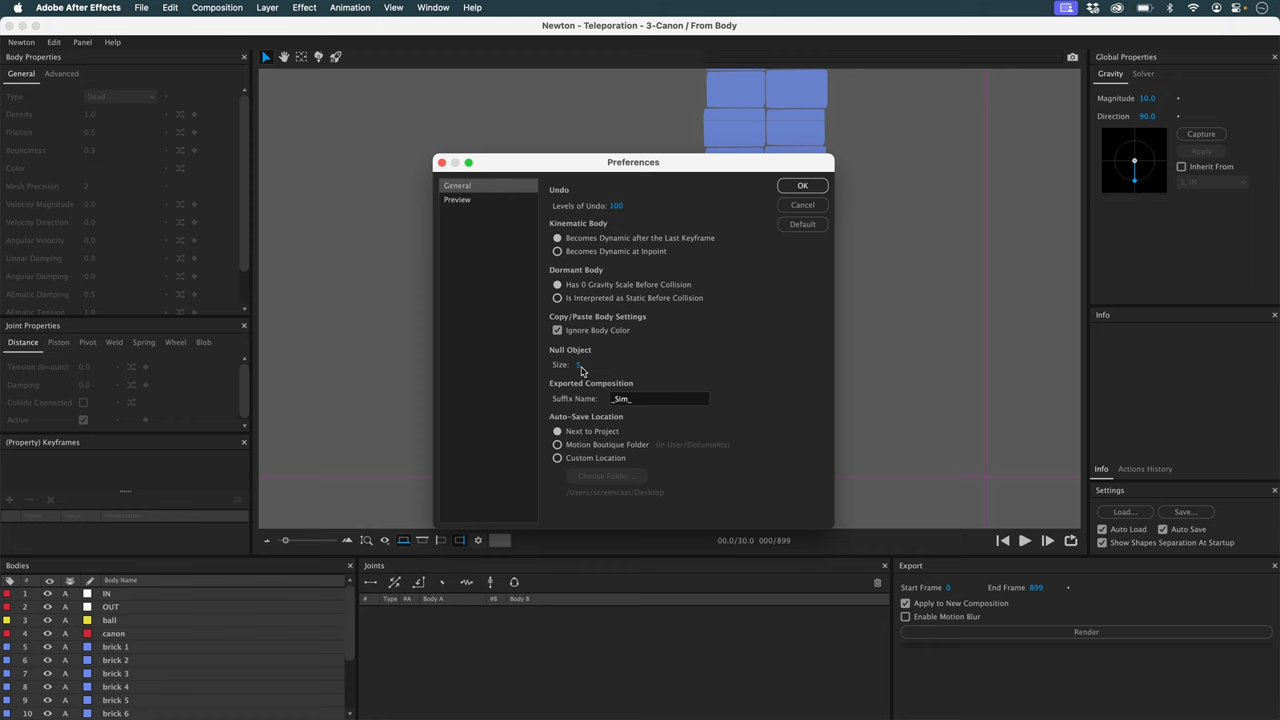 Adobe After Effects File Edit Composition Layer Effect Animation View Window Help
Newton - Teleporation - 3-Canon / From Body
Newton Edit Panel Help
Body Properties
General Advanced
Type Dead
Density 1.0
Friction 0.5
Bounciness 0.3
Color
Mesh Precision 2
Velocity Magnitude 0.0
Velocity Direction 0.0
Angular Velocity 0.0
Linear Damping 0.0
Angular Damping 0.0
AEmatic Damping 0.5
AEmatic Tension 1.0
Joint Properties
Distance Piston Pivot Weld Spring Wheel Blob
Tension (0=auto) 0.0
Damping 0.0
Collide Connected
Active
(Property) Keyframes
Frame Value Interpolation
Preferences
General
Preview
Undo
Levels of Undo: 100
Kinematic Body
Becomes Dynamic after the Last Keyframe
Becomes Dynamic at Inpoint
Dormant Body
Has 0 Gravity Scale Before Collision
Is Interpreted as Static Before Collision
Copy/Paste Body Settings
Ignore Body Color
Null Object
Size: 5
Exported Composition
Suffix Name: _Sim_
Auto-Save Location
Next to Project
Motion Boutique Folder (in User/Documents)
Custom Location
Choose Folder...
/Users/screencast/Desktop
OK
Cancel
Default
00.0/30.0 000/899
Global Properties
Gravity Solver
Magnitude 10.0
Direction 90.0
Capture
Apply
Inherit From
1. IN
Info
Info Actions History
Settings
Load... Save...
Auto Load Auto Save
Show Shapes Separation At Startup
Bodies
# Body Name
1 A IN
2 A OUT
3 A ball
4 A canon
5 A brick 1
6 A brick 2
7 A brick 3
8 A brick 4
9 A brick 5
10 A brick 6
Joints
# Type #A Body A #B Body B
Export
Start Frame 0 End Frame 899
Apply to New Composition
Enable Motion Blur
Render